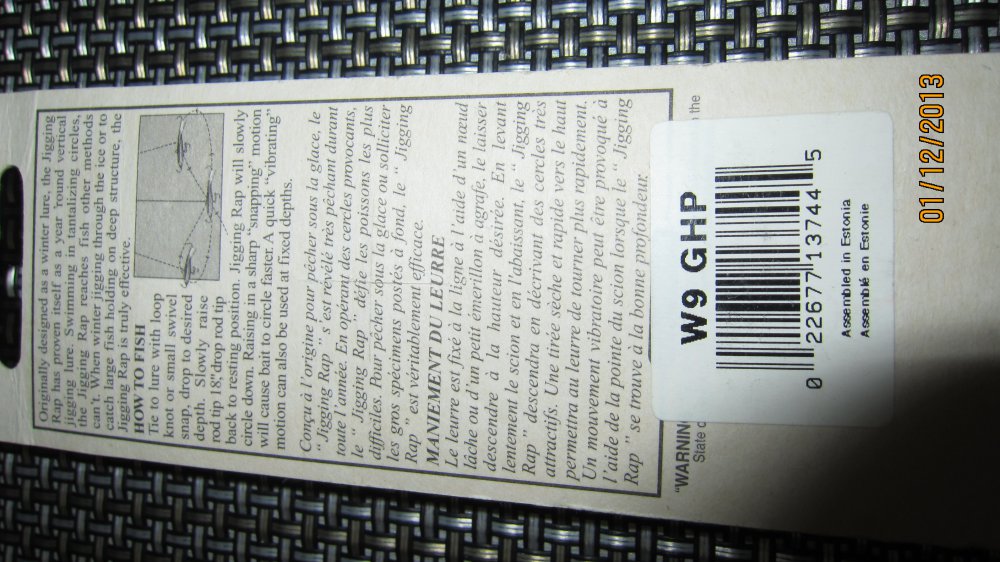 Originally designed as a winter lure, the Jigging
Rap has proven itself as a year 'round vertical
jigging lure. Swimming in tantalizing circles,
the Jigging Rap reaches fish other methods
can't. When winter jigging through the ice or to
catch large fish holding on deep structure, the
Jigging Rap is truly effective.
HOW TO FISH
Tie to lure with loop
knot or small swivel
snap, drop to desired
depth. Slowly raise
rod tip 18", drop rod tip
back to resting position. Jigging Rap will slowly
circle down. Raising in a sharp "snapping" motion
will cause bait to circle faster. A quick "vibrating"
motion can also be used at fixed depths.
Conçu à l'origine pour pêcher sous la glace, le
" Jigging Rap " s'est révélé très pêchant durant
toute l'année. En opérant des cercles provocants,
le " Jigging Rap " défie les poissons les plus
difficiles. Pour pêcher sous la glace ou solliciter
les gros spécimens postés à fond, le " Jigging
Rap " est véritablement efficace.
MANIEMENT DU LEURRE
Le leurre est fixé à la ligne à l'aide d'un nœud
lâche ou d'un petit émerillon à agrafe, le laisser
descendre à la hauteur désirée. En levant
lentement le scion et en l'abaissant, le " Jigging
Rap " descendra en décrivant des cercles très
attractifs. Une tirée sèche et rapide vers le haut
permettra au leurre de tourner plus rapidement.
Un mouvement vibratoire peut être provoqué à
l'aide de la pointe du scion lorsque le " Jigging
Rap " se trouve à la bonne profondeur.
"WARNING the
State
W9 GHP
0 22677 13744 5
Assembled in Estonia
Assemblé en Estonie
01/12/2013